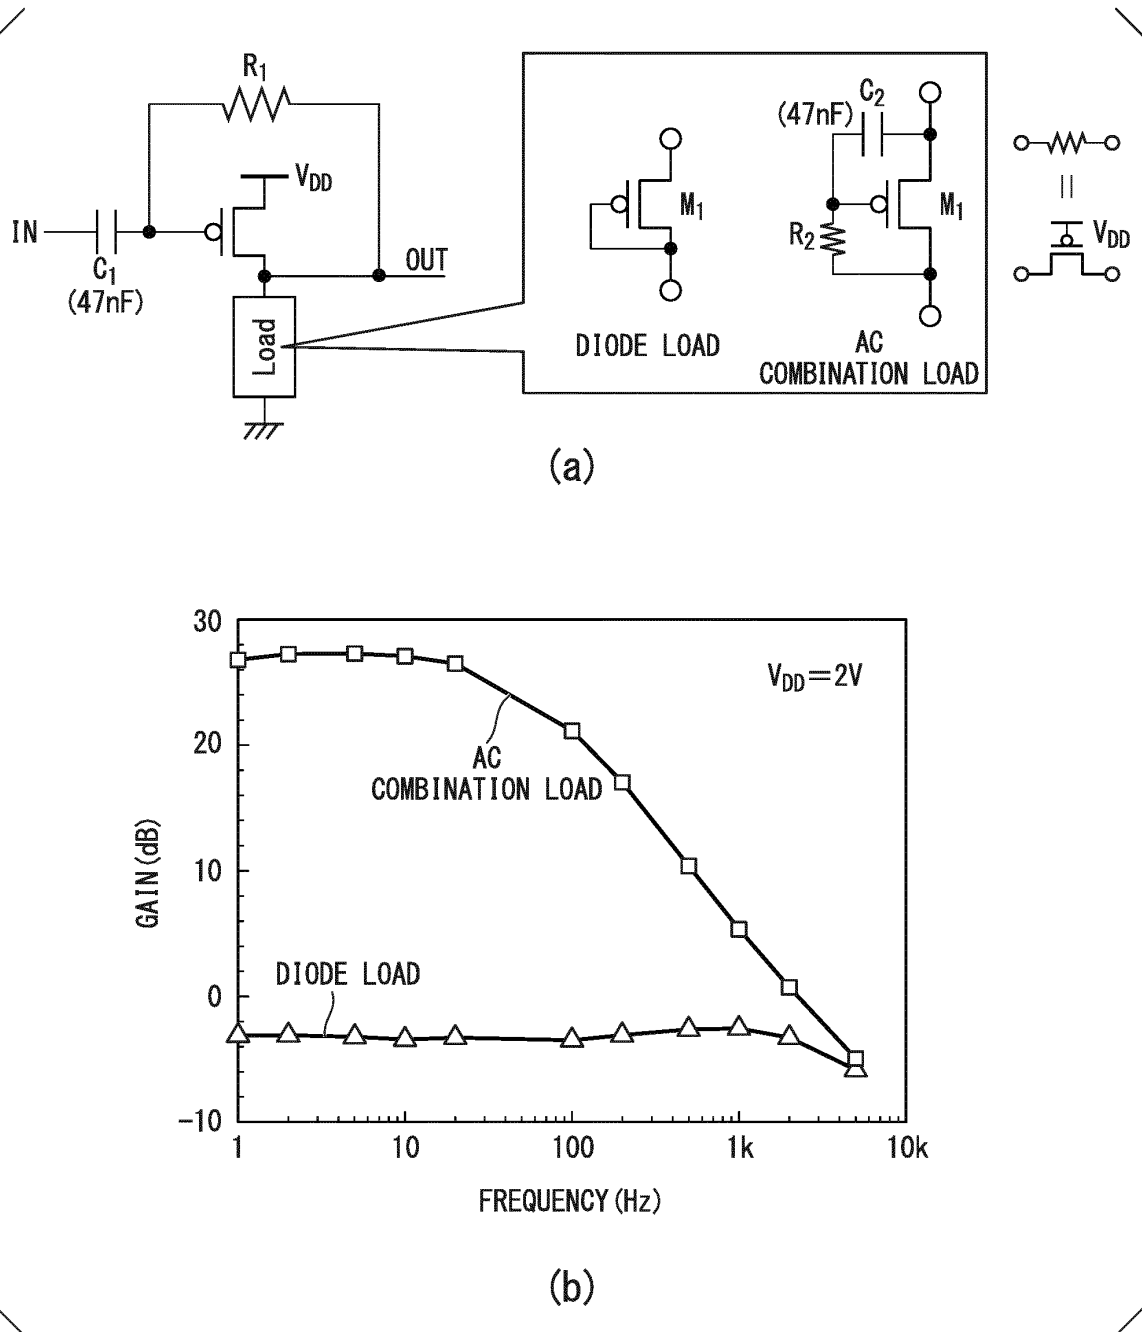 R1
VDD
IN
C1
(47nF)
OUT
Load
M1
DIODE LOAD
C2
(47nF)
M1
R2
AC
COMBINATION LOAD
VDD
(a)
30
20
10
0
-10
GAIN(dB)
VDD=2V
AC
COMBINATION LOAD
DIODE LOAD
1
10
100
1k
10k
FREQUENCY(Hz)
(b)